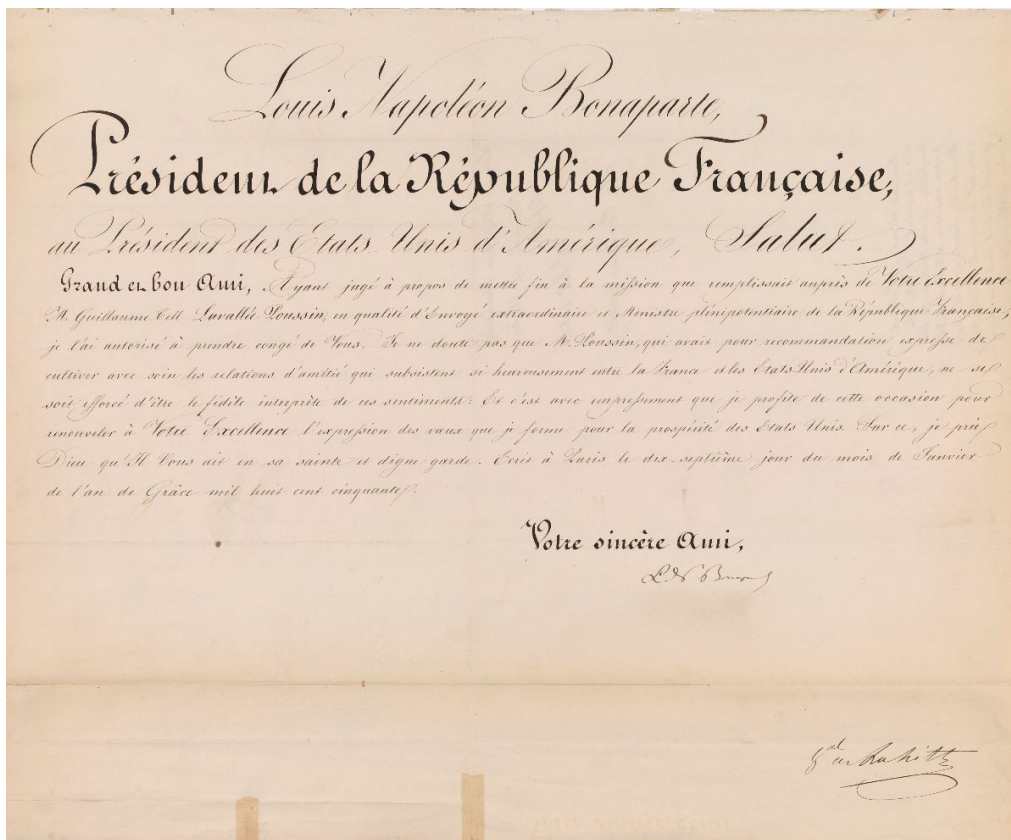 Louis Napoléon Bonaparte,
Président de la République Française,
au Président des Etats Unis d'Amérique, Salut.
Grand et bon Ami, Ayant jugé à propos de mettre fin à la mission que remplissait auprès de Votre Excellence
M. Guillaume Tell Lavallée Poussin, en qualité d'Envoyé extraordinaire et Ministre plénipotentiaire de la République Française,
je l'ai autorisé à prendre congé de Vous. Je ne doute pas que M. Poussin, qui avait pour recommandation expresse de
cultiver avec soin les relations d'amitié qui subsistent si heureusement entre la France et les Etats Unis d'Amérique, ne se
soit efforcé d'être le fidèle interprète de ces sentiments. Et c'est avec empressement que je profite de cette occasion pour
renouveler à Votre Excellence l'expression des vœux que je forme pour la prospérité des Etats Unis. Sur ce, je prie
Dieu qu'Il Vous ait en sa sainte et digne garde. Ecrit à Paris le dix-septième jour du mois de Janvier
de l'an de Grâce mil huit cent cinquante.
Votre sincère Ami,
L. N. Bonaparte
Gal de Lahitte